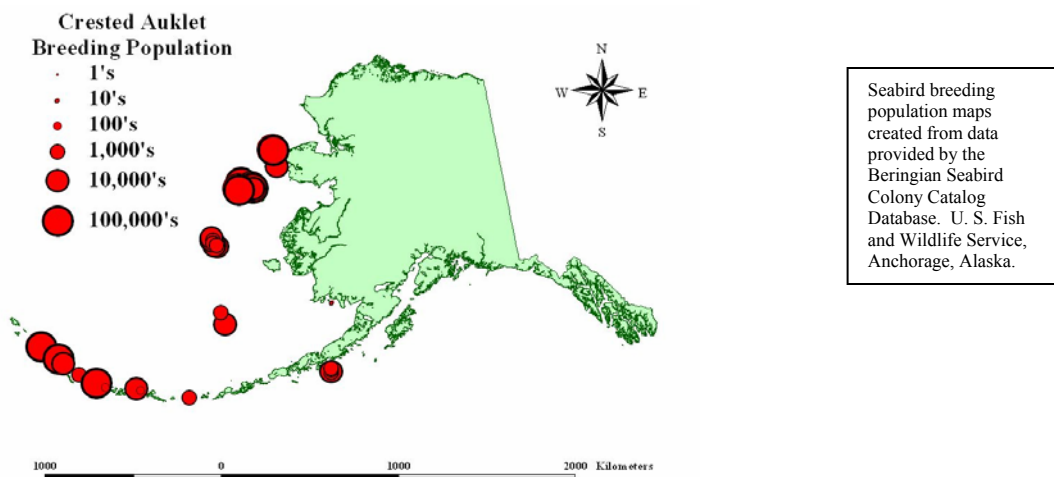 Crested Auklet
Breeding Population
1's
10's
100's
1,000's
10,000's
100,000's
N
W E
S
Seabird breeding
population maps
created from data
provided by the
Beringian Seabird
Colony Catalog
Database. U. S. Fish
and Wildlife Service,
Anchorage, Alaska.
1000 0 1000 2000 Kilometers